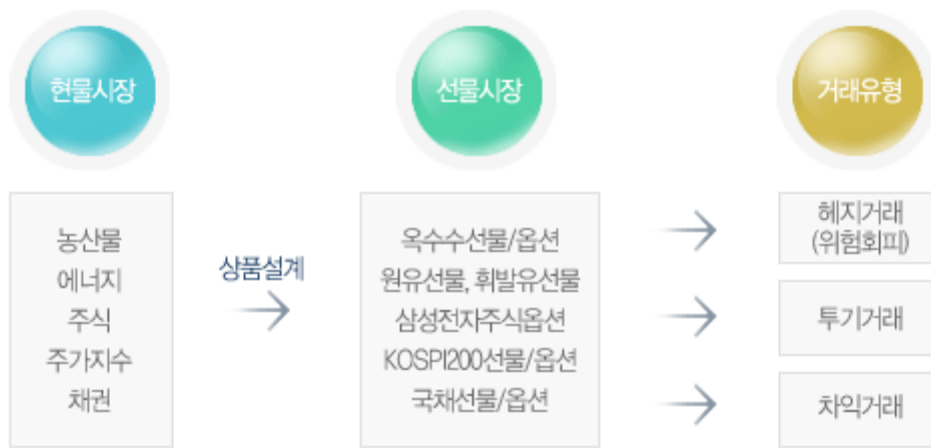 현물시장
선물시장
거래유형
농산물
에너지
주식
주가지수
채권
상품설계
옥수수선물/옵션
원유선물, 휘발유선물
삼성전자주식옵션
KOSPI200선물/옵션
국채선물/옵션
헤지거래
(위험회피)
투기거래
차익거래